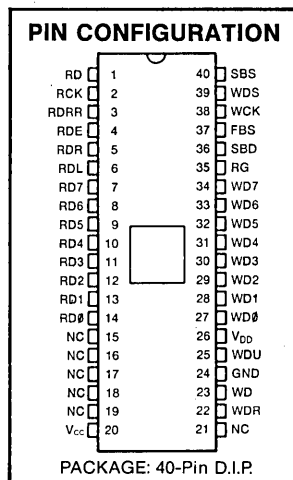 PIN CONFIGURATION
RD 1 40 SBS
RCK 2 39 WDS
RDRR 3 38 WCK
RDE 4 37 FBS
RDR 5 36 SBD
RDL 6 35 RG
RD7 7 34 WD7
RD6 8 33 WD6
RD5 9 32 WD5
RD4 10 31 WD4
RD3 11 30 WD3
RD2 12 29 WD2
RD1 13 28 WD1
RD0 14 27 WD0
NC 15 26 VDD
NC 16 25 WDU
NC 17 24 GND
NC 18 23 WD
NC 19 22 WDR
Vcc 20 21 NC
PACKAGE: 40-Pin D.I.P.